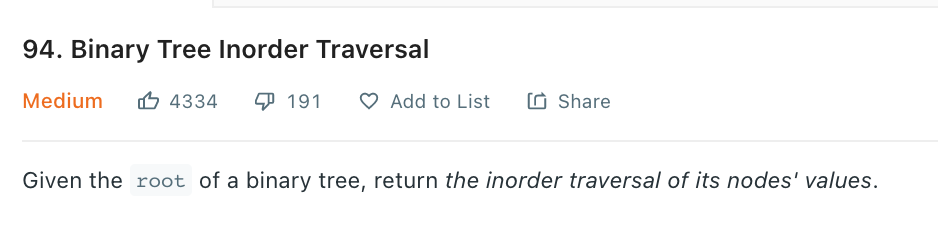 94. Binary Tree Inorder Traversal
Medium 4334 191 Add to List Share
Given the root of a binary tree, return the inorder traversal of its nodes' values.